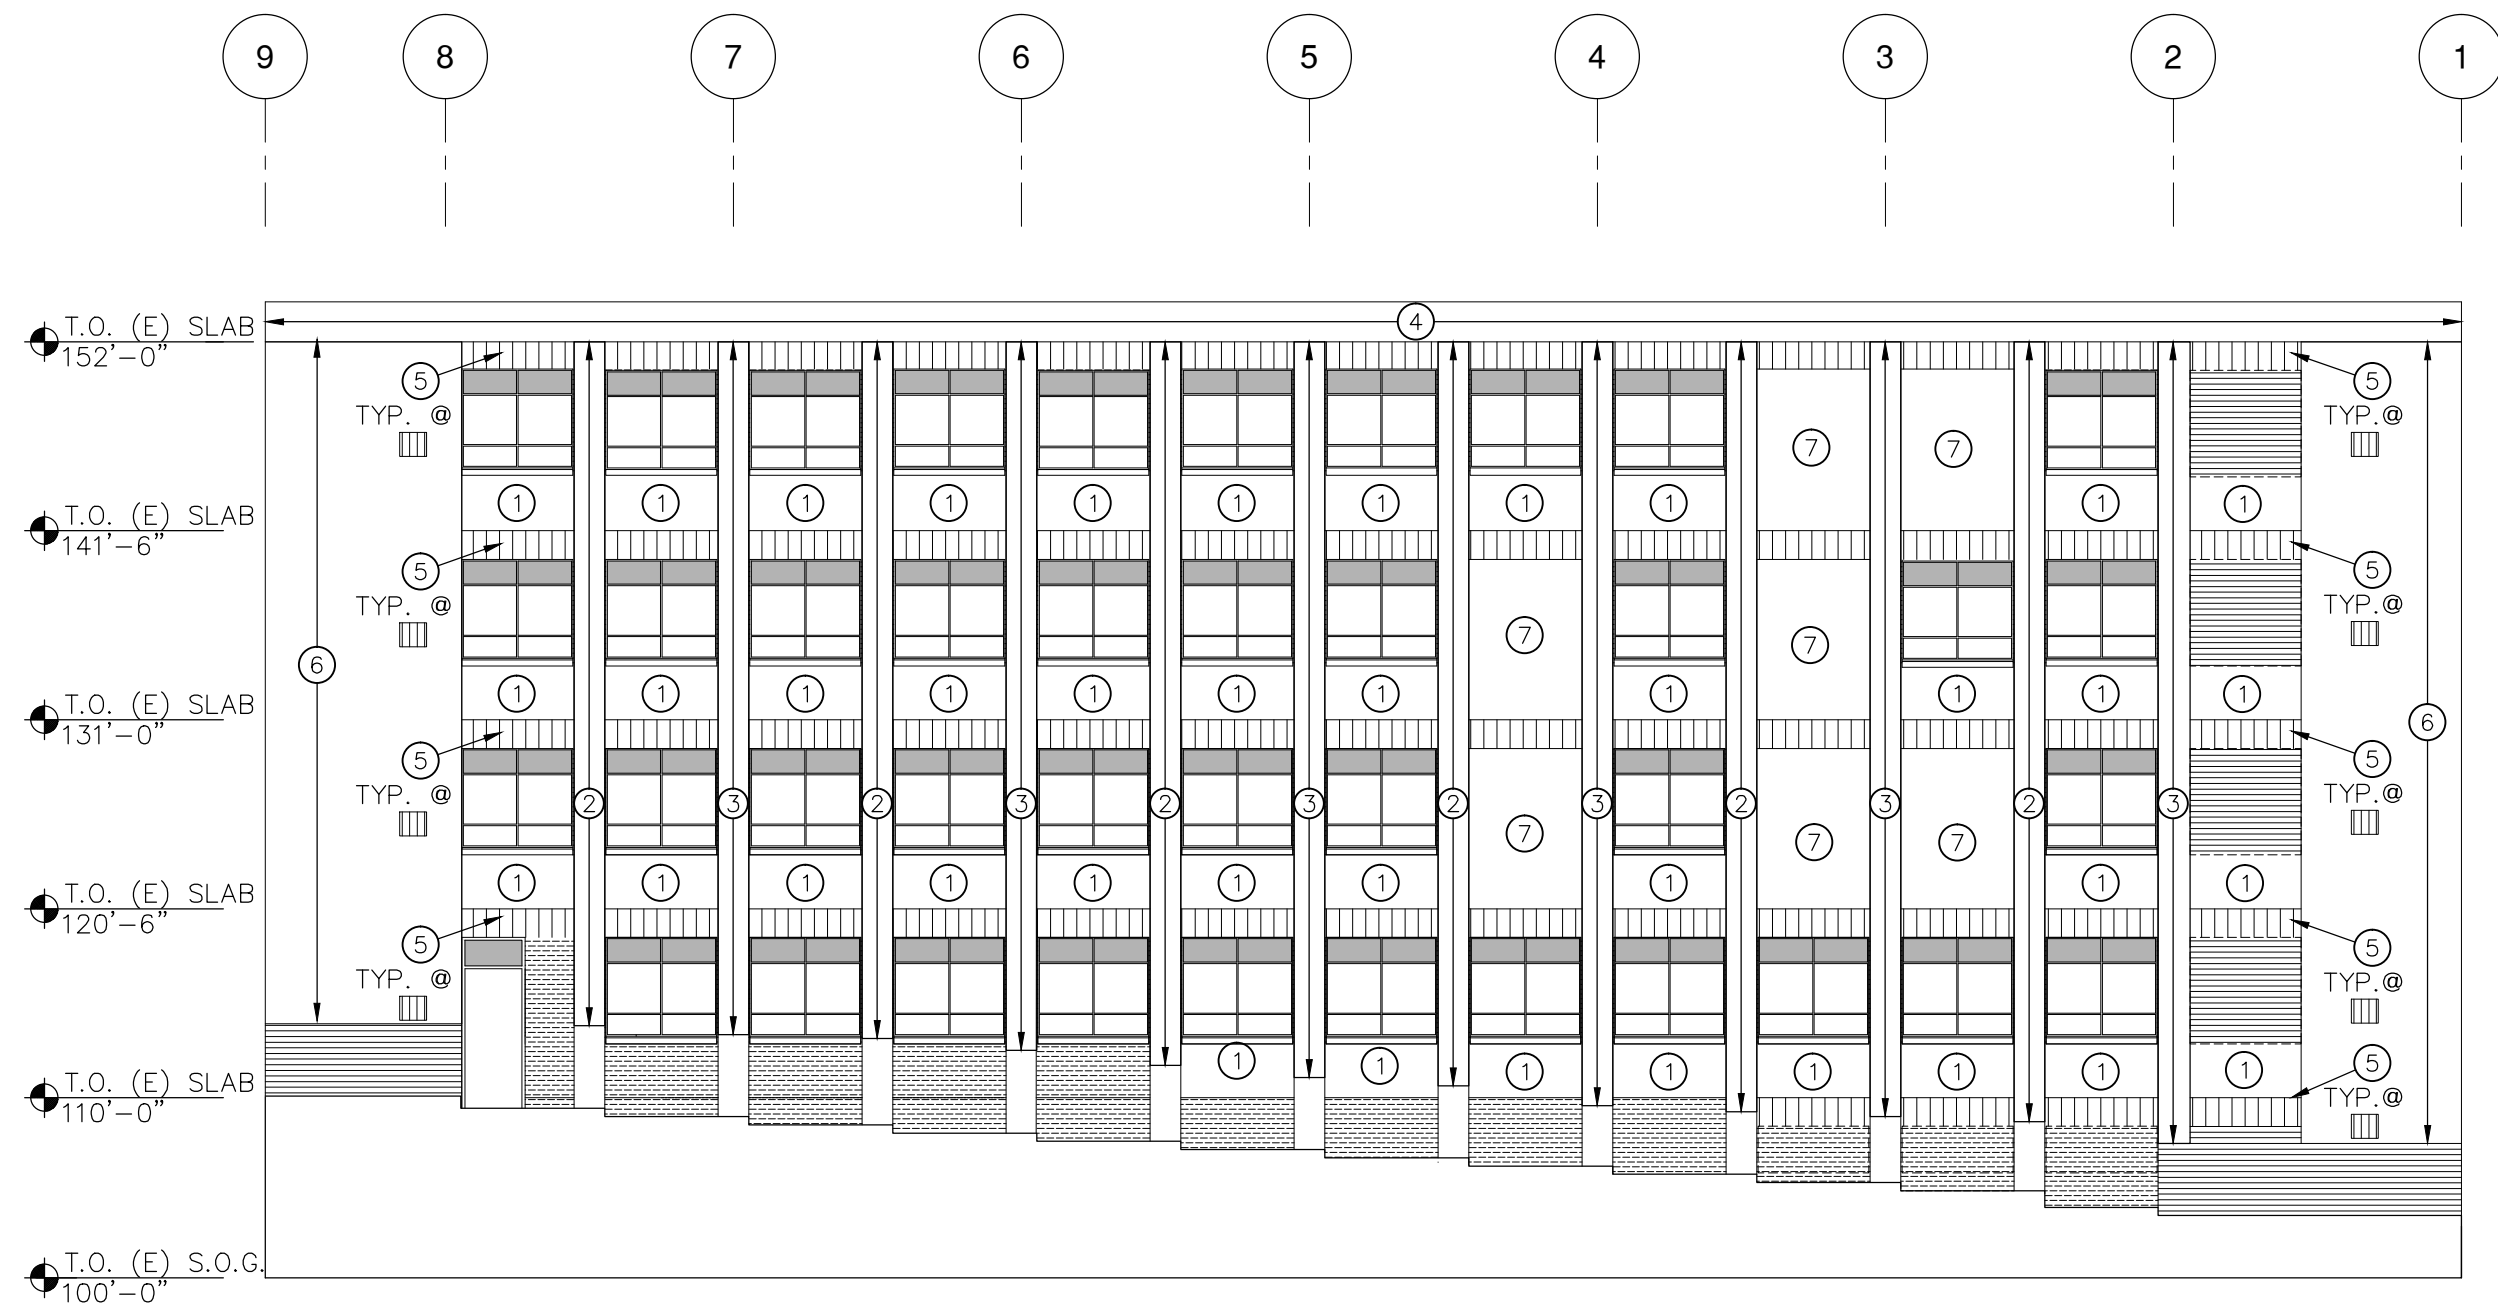 9 8 7 6 5 4 3 2 1
4
T.O. (E) SLAB
152'-0"
5 5
TYP. @ TYP. @
7 7
1 1 1 1 1 1 1 1 1 1 1
T.O. (E) SLAB
141'-6"
5 5
TYP. @ TYP. @
7 7
6
1 1 1 1 1 1 1 1 1 1 1
T.O. (E) SLAB
131'-0"
6
5 5
TYP. @ TYP. @
2 3 2 3 2 3 2 3 2 3 2 3
7 7 7
1 1 1 1 1 1 1 1 1 1
T.O. (E) SLAB
120'-6"
5 5
TYP. @ TYP. @
1 1 1 1 1 1 1 1
5
T.O. (E) SLAB
110'-0"
TYP. @
T.O. (E) S.O.G.
100'-0"